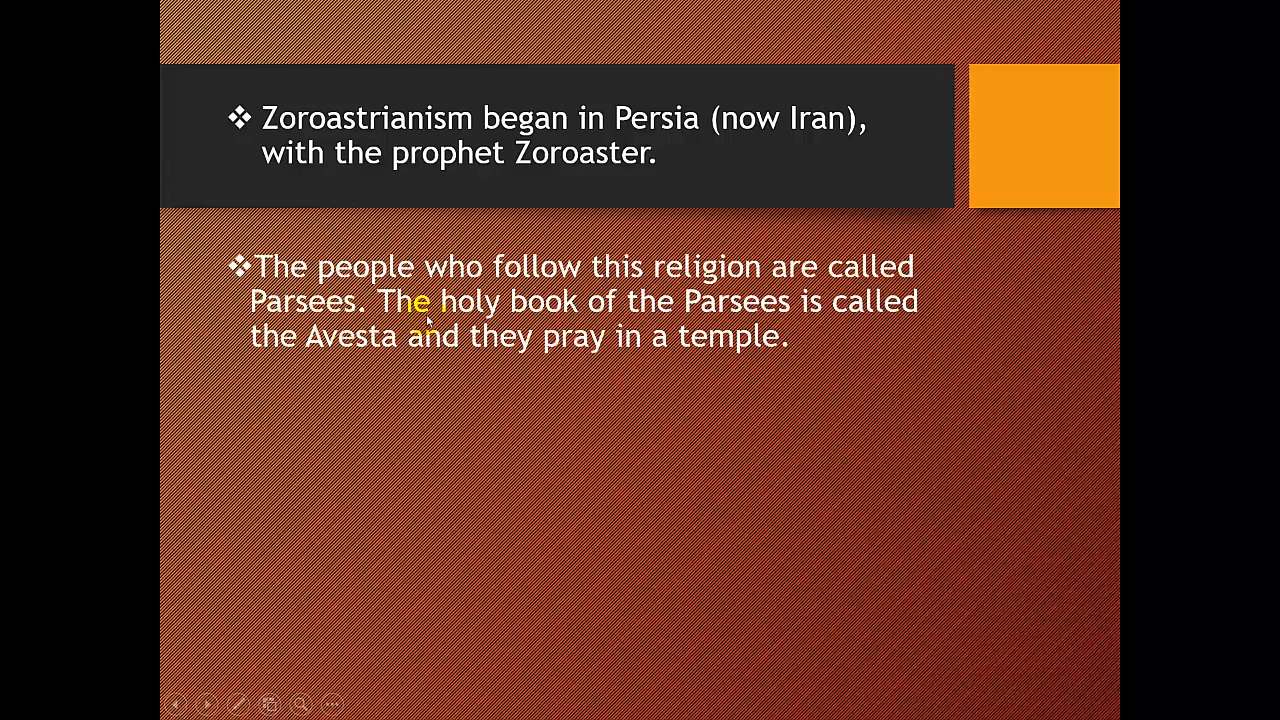 ❖ Zoroastrianism began in Persia (now Iran),
with the prophet Zoroaster.
❖The people who follow this religion are called
Parsees. The holy book of the Parsees is called
the Avesta and they pray in a temple.